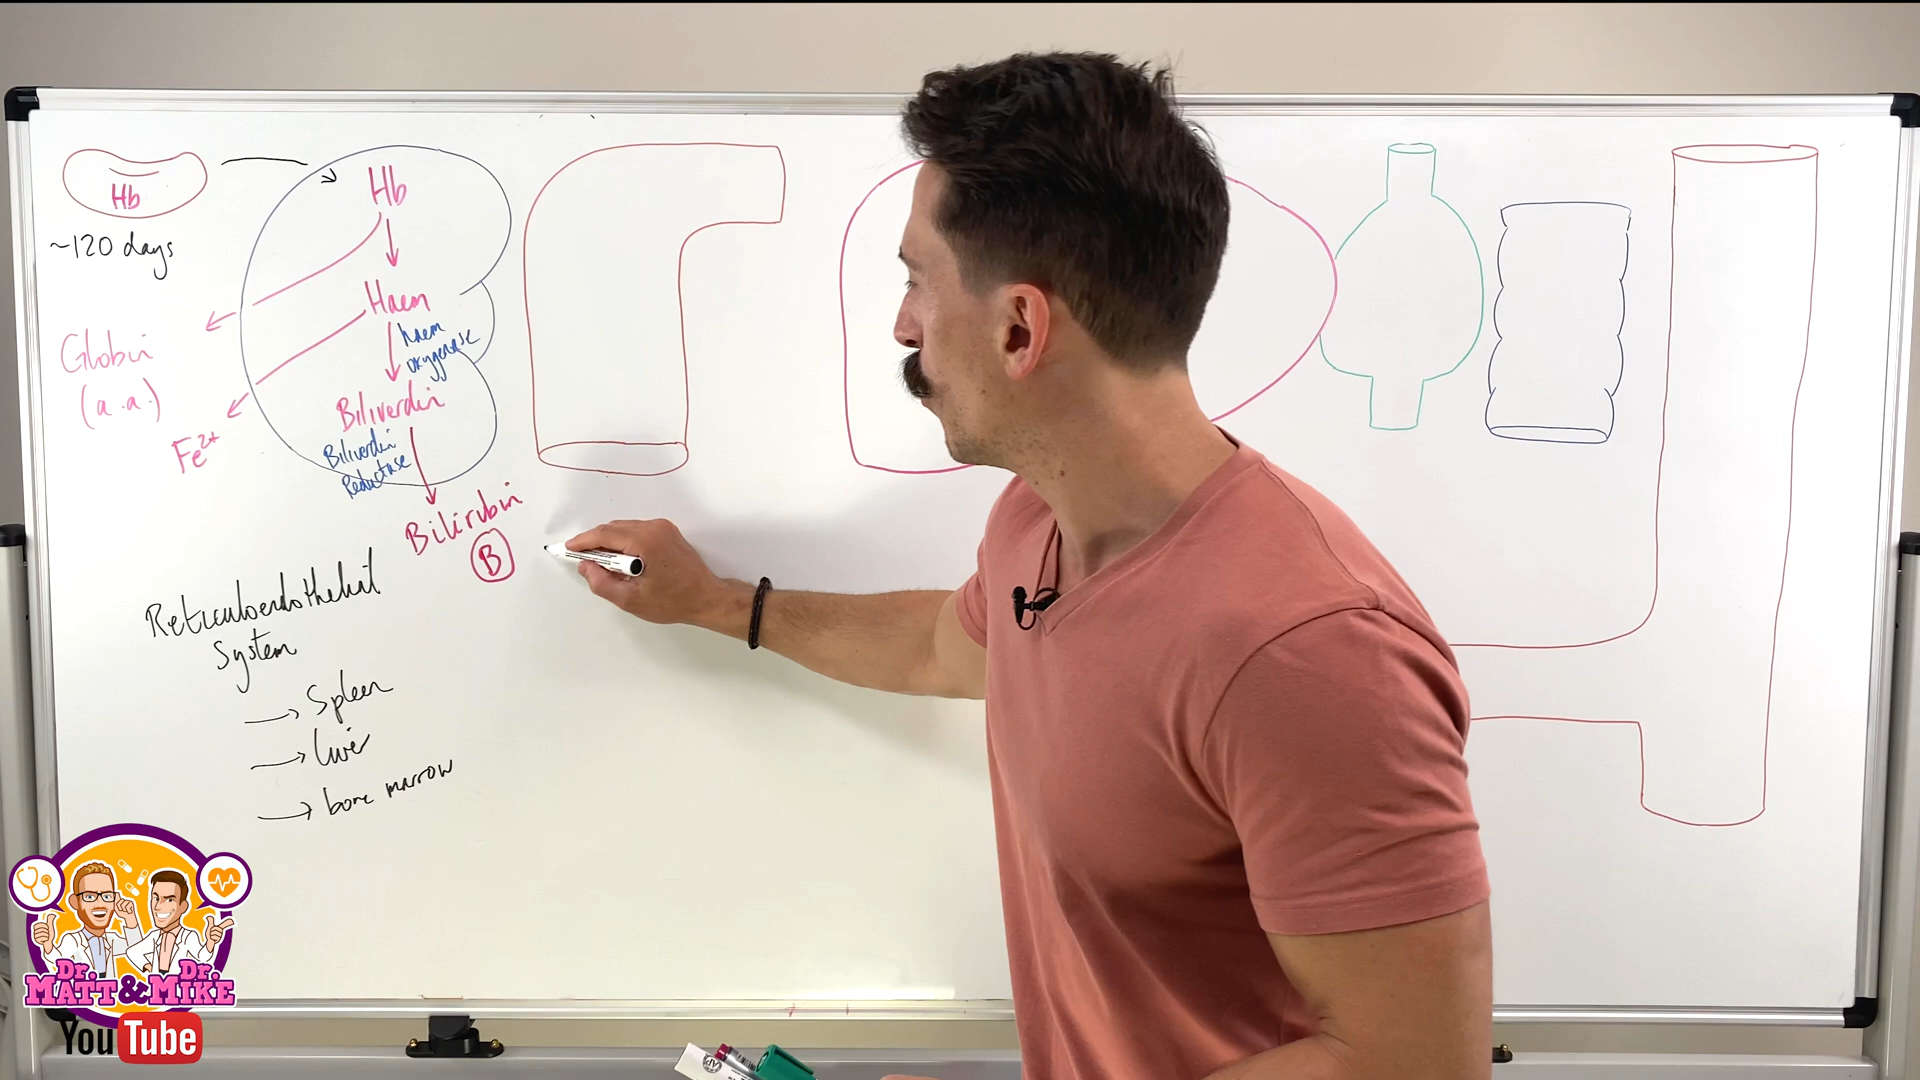 Hb
~120 days
Hb
Haem
haem
oxygenase
Globin
(a.a.)
Fe2+
Biliverdin
Biliverdin
Reductase
Bilirubin
B
Reticuloendothelial
System
→ Spleen
→ Liver
→ bone marrow
Dr. Dr.
MATT & MIKE
YouTube